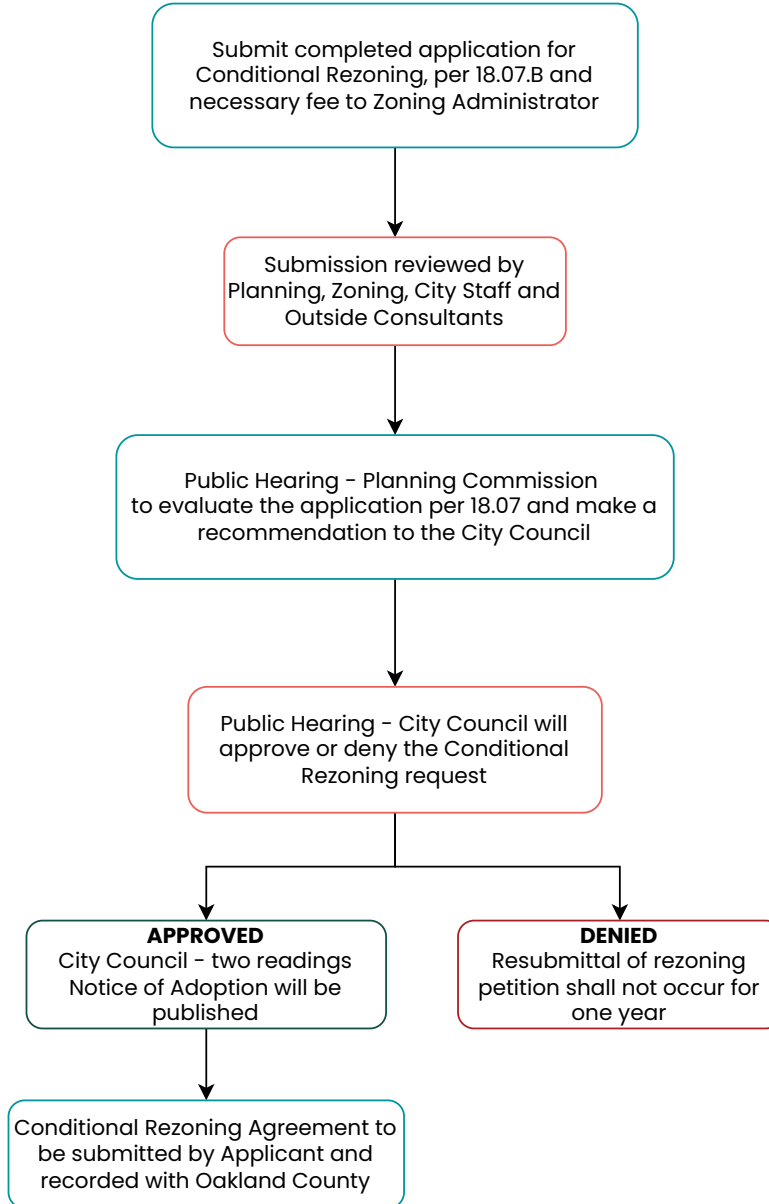 Submit completed application for
Conditional Rezoning, per 18.07.B and
necessary fee to Zoning Administrator
Submission reviewed by
Planning, Zoning, City Staff and
Outside Consultants
Public Hearing - Planning Commission
to evaluate the application per 18.07 and make a
recommendation to the City Council
Public Hearing - City Council will
approve or deny the Conditional
Rezoning request
APPROVED
City Council - two readings
Notice of Adoption will be
published
DENIED
Resubmittal of rezoning
petition shall not occur for
one year
Conditional Rezoning Agreement to
be submitted by Applicant and
recorded with Oakland County